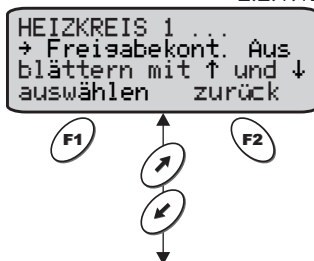 HEIZKREIS 1 ...
→ Freigabekont. Aus
blättern mit ↑ und ↓
auswählen zurück
F1 F2